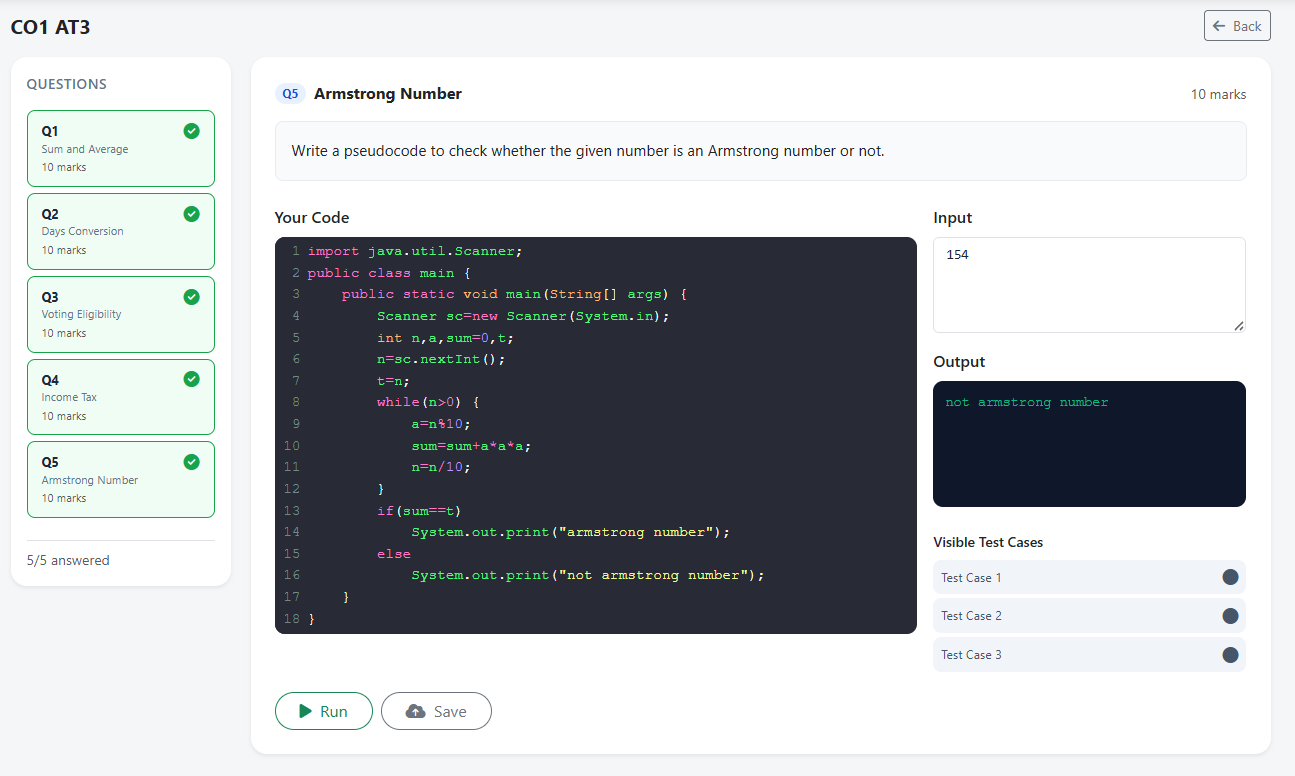 CO1 AT3
Back
QUESTIONS
Q1
Sum and Average
10 marks
Q2
Days Conversion
10 marks
Q3
Voting Eligibility
10 marks
Q4
Income Tax
10 marks
Q5
Armstrong Number
10 marks
5/5 answered
Q5 Armstrong Number
10 marks
Write a pseudocode to check whether the given number is an Armstrong number or not.
Your Code
1 import java.util.Scanner;
2 public class main {
3     public static void main(String[] args) {
4         Scanner sc=new Scanner(System.in);
5         int n,a,sum=0,t;
6         n=sc.nextInt();
7         t=n;
8         while(n>0) {
9             a=n%10;
10             sum=sum+a*a*a;
11             n=n/10;
12         }
13         if(sum==t)
14             System.out.print("armstrong number");
15         else
16             System.out.print("not armstrong number");
17     }
18 }
Run
Save
Input
154
Output
not armstrong number
Visible Test Cases
Test Case 1
Test Case 2
Test Case 3